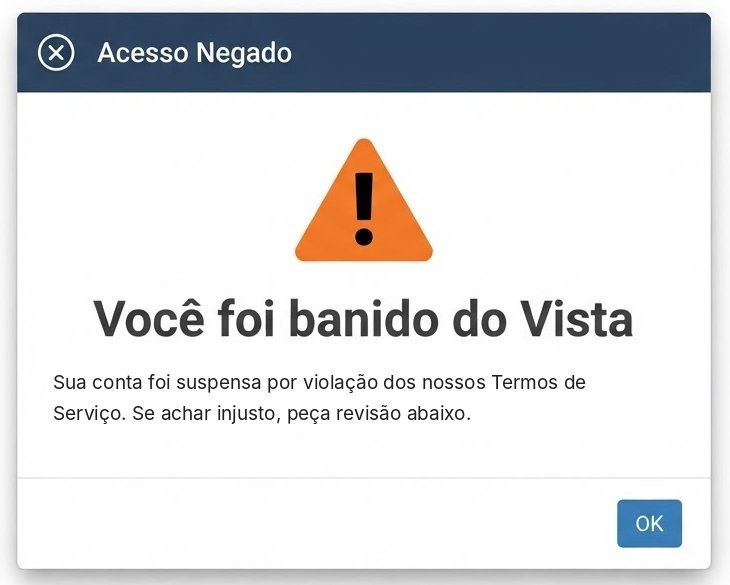 Acesso Negado
Você foi banido do Vista
Sua conta foi suspensa por violação dos nossos Termos de
Serviço. Se achar injusto, peça revisão abaixo.
OK